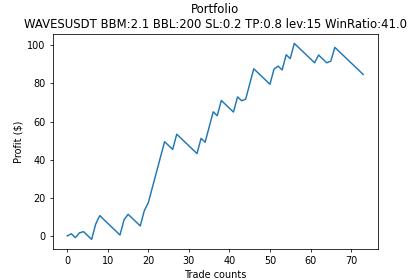 Portfolio
WAVESUSDT BBM:2.1 BBL:200 SL:0.2 TP:0.8 lev:15 WinRatio:41.0
100
80
60
40
20
0
Profit ($)
0 10 20 30 40 50 60 70
Trade counts